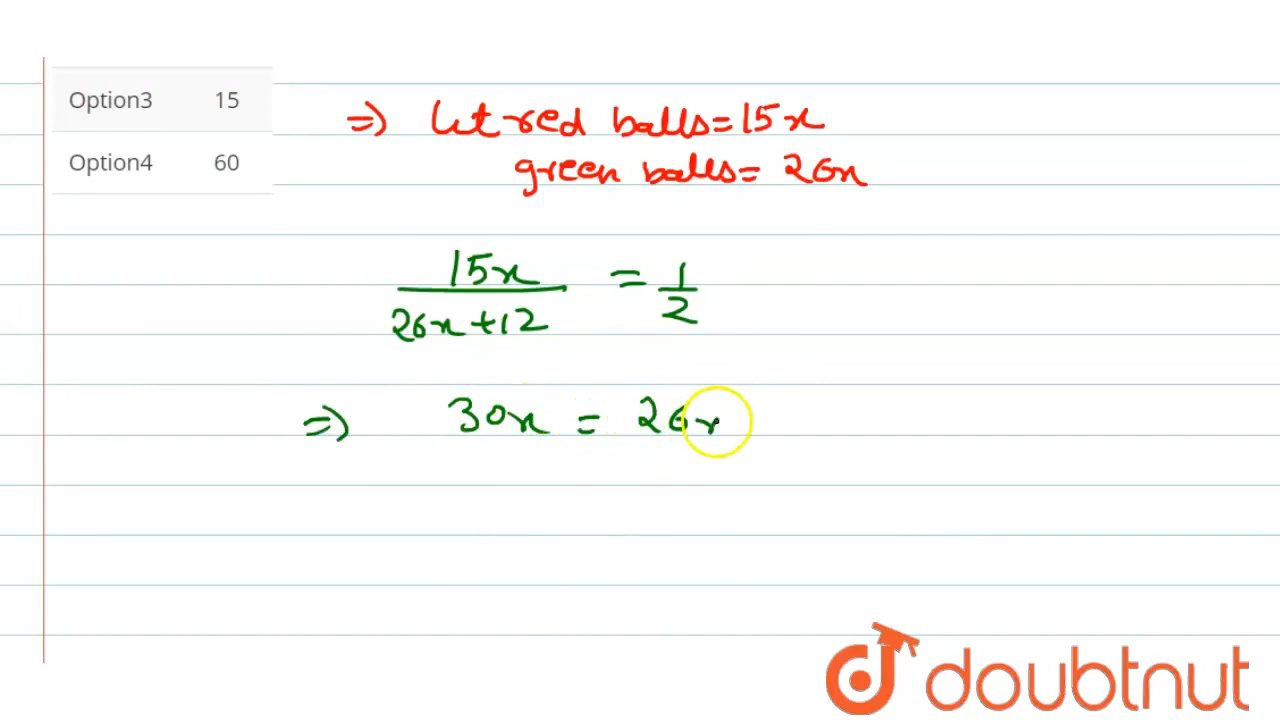 Option3 15
Option4 60
=) let red balls = 15x
green balls = 26x
15x / 26x + 12 = 1 / 2
=) 30x = 26x
doubtnut